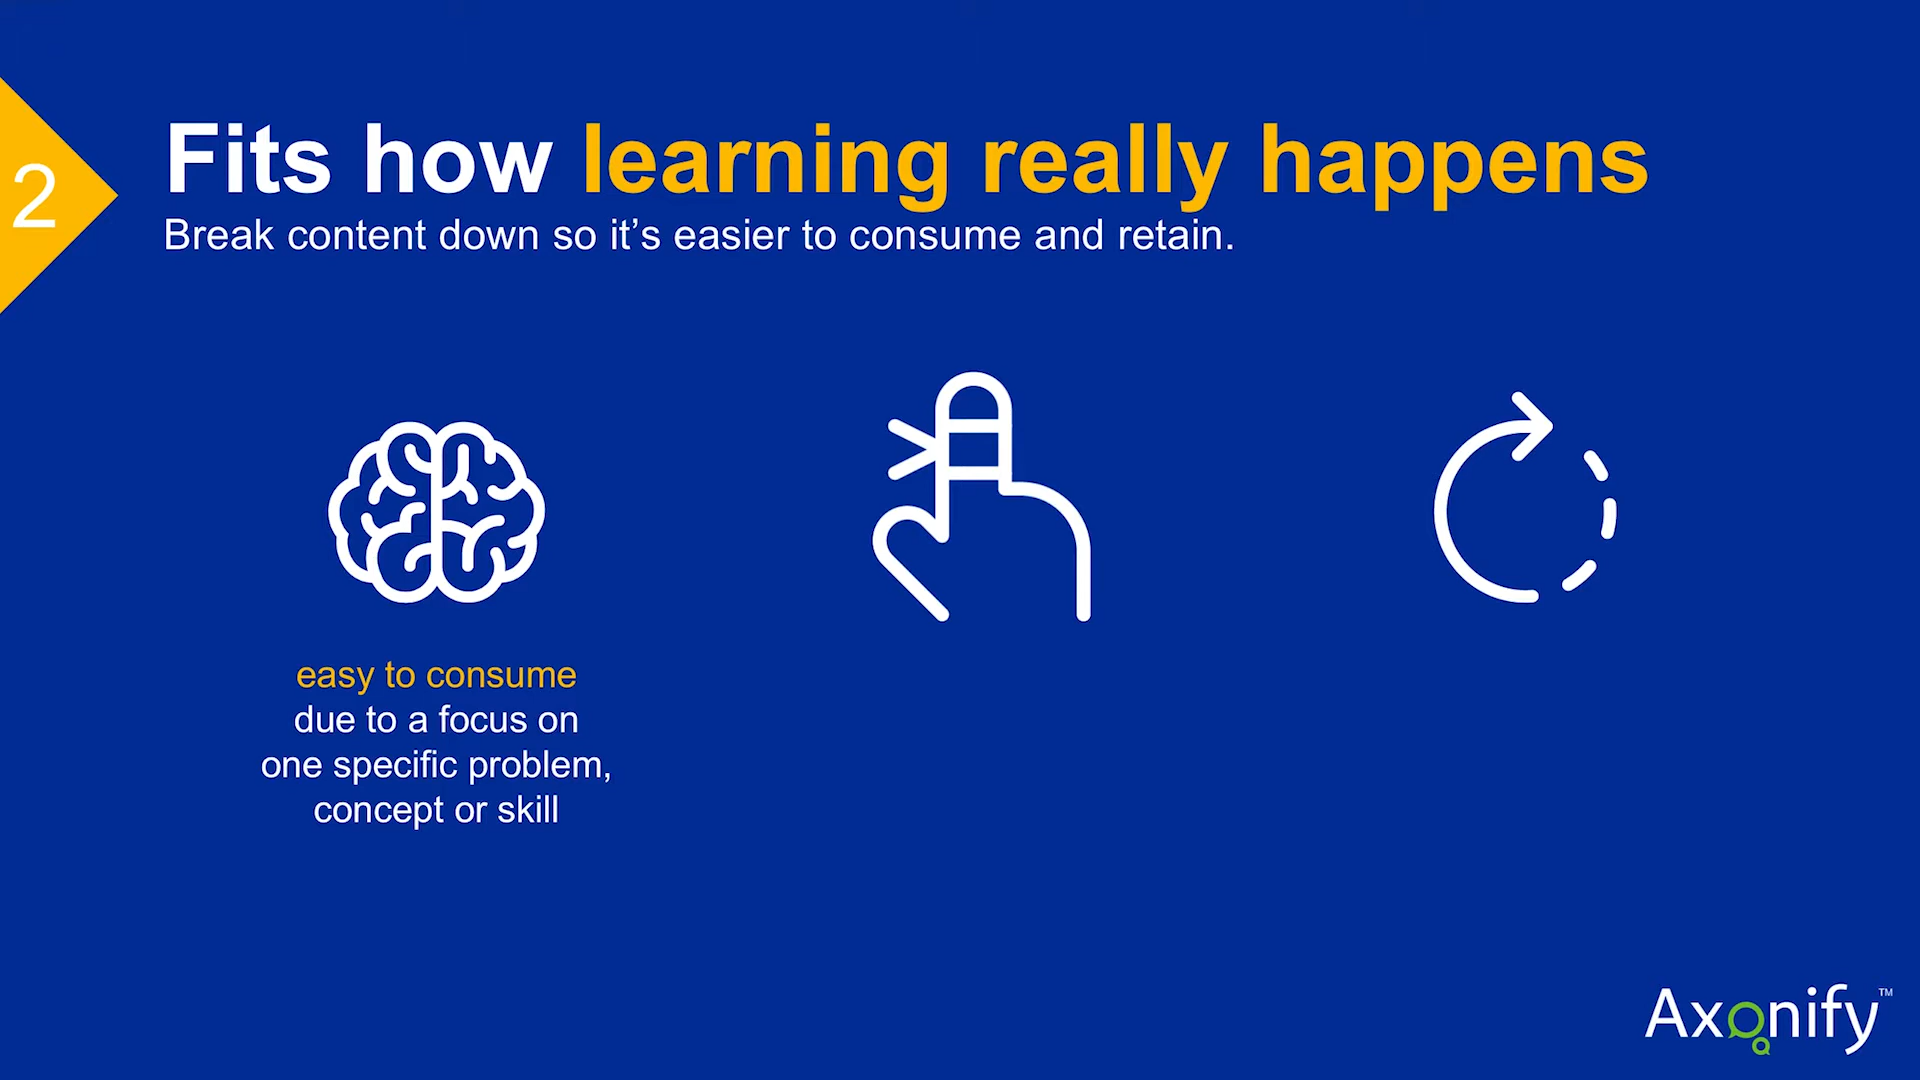 2
Fits how learning really happens
Break content down so it’s easier to consume and retain.
easy to consume
due to a focus on
one specific problem,
concept or skill
Axonify™